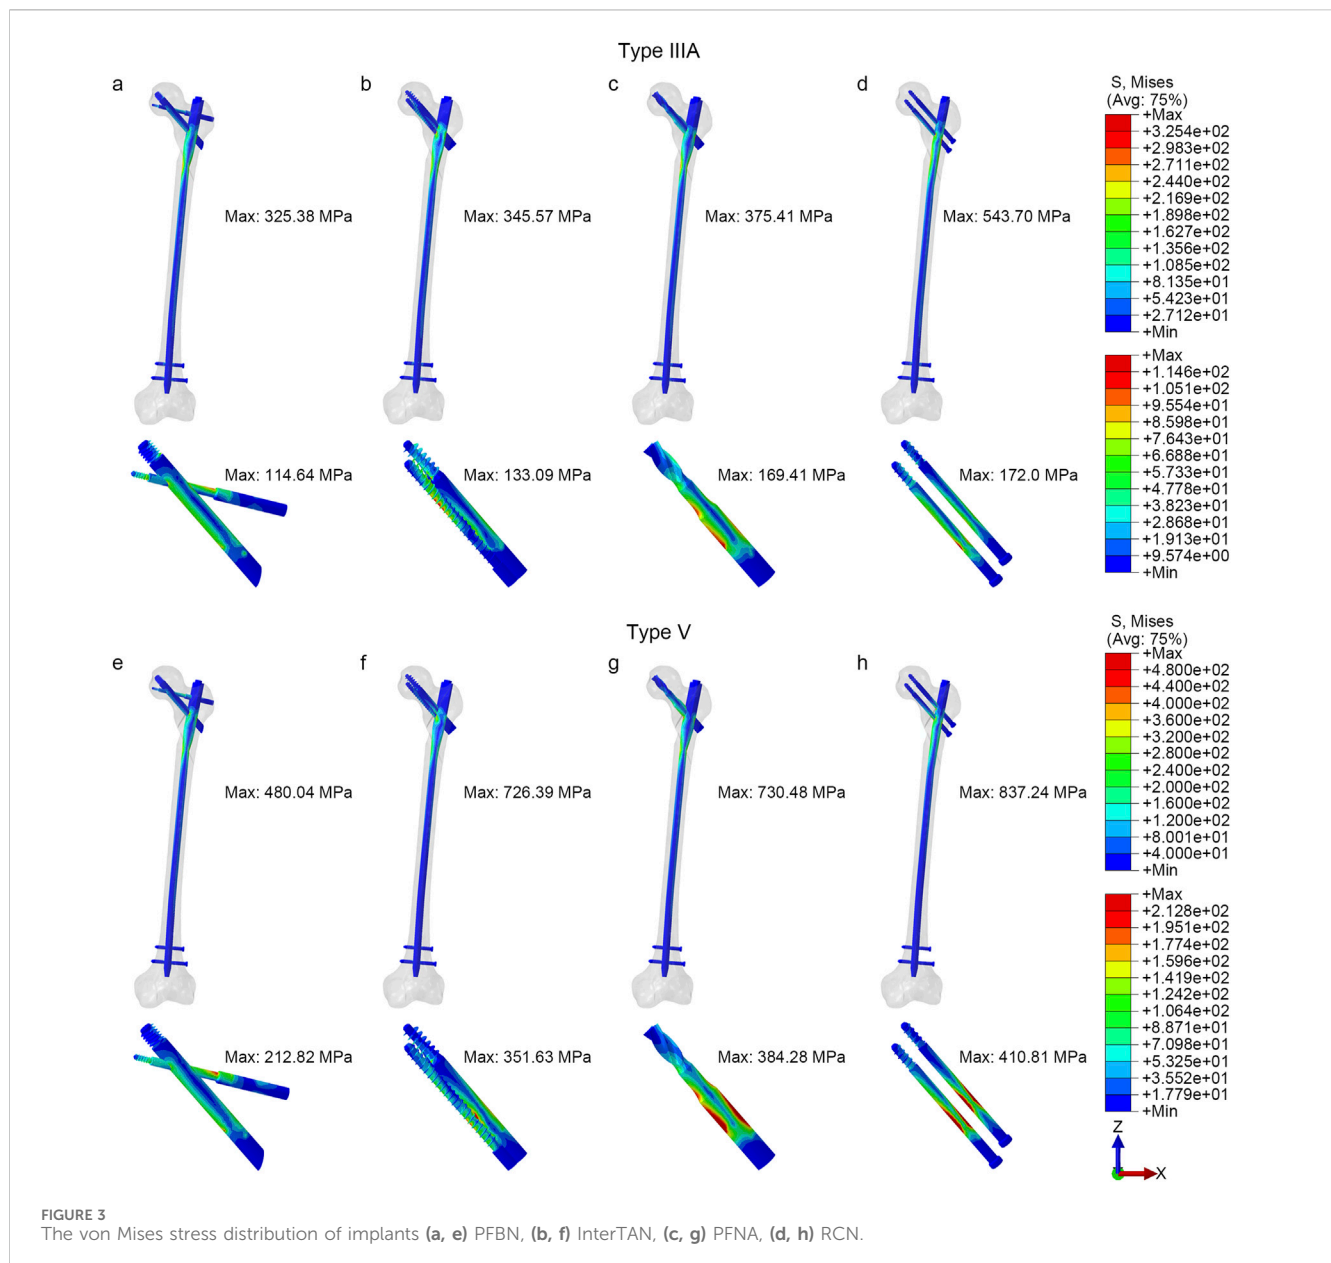 Type IIIA
a
b
c
d
Max: 325.38 MPa
Max: 345.57 MPa
Max: 375.41 MPa
Max: 543.70 MPa
S, Mises
(Avg: 75%)
+Max
+3.254e+02
+2.983e+02
+2.711e+02
+2.440e+02
+2.169e+02
+1.898e+02
+1.627e+02
+1.356e+02
+1.085e+02
+8.135e+01
+5.423e+01
+2.712e+01
+Min
Max: 114.64 MPa
Max: 133.09 MPa
Max: 169.41 MPa
Max: 172.0 MPa
+Max
+1.146e+02
+1.051e+02
+9.554e+01
+8.598e+01
+7.643e+01
+6.688e+01
+5.733e+01
+4.778e+01
+3.823e+01
+2.868e+01
+1.913e+01
+9.574e+00
+Min
Type V
e
f
g
h
Max: 480.04 MPa
Max: 726.39 MPa
Max: 730.48 MPa
Max: 837.24 MPa
S, Mises
(Avg: 75%)
+Max
+4.800e+02
+4.400e+02
+4.000e+02
+3.600e+02
+3.200e+02
+2.800e+02
+2.400e+02
+2.000e+02
+1.600e+02
+1.200e+02
+8.001e+01
+4.000e+01
+Min
Max: 212.82 MPa
Max: 351.63 MPa
Max: 384.28 MPa
Max: 410.81 MPa
+Max
+2.128e+02
+1.951e+02
+1.774e+02
+1.596e+02
+1.419e+02
+1.242e+02
+1.064e+02
+8.871e+01
+7.098e+01
+5.325e+01
+3.552e+01
+1.779e+01
+Min
Z
X
FIGURE 3
The von Mises stress distribution of implants (a, e) PFBN, (b, f) InterTAN, (c, g) PFNA, (d, h) RCN.